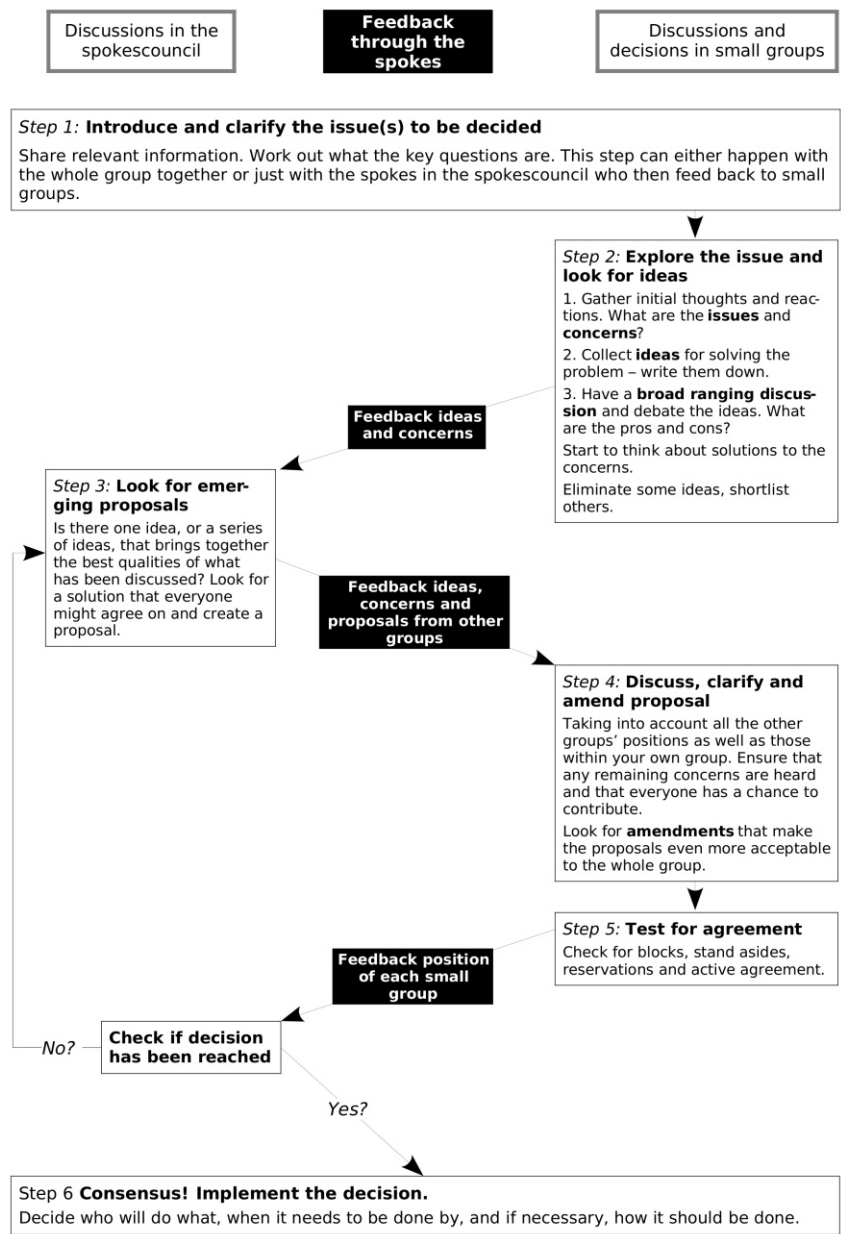 Discussions in the
spokescouncil
Feedback
through the
spokes
Discussions and
decisions in small groups
Step 1: Introduce and clarify the issue(s) to be decided
Share relevant information. Work out what the key questions are. This step can either happen with
the whole group together or just with the spokes in the spokescouncil who then feed back to small
groups.
Step 2: Explore the issue and
look for ideas
1. Gather initial thoughts and reac-
tions. What are the issues and
concerns?
2. Collect ideas for solving the
problem – write them down.
3. Have a broad ranging discus-
sion and debate the ideas. What
are the pros and cons?
Start to think about solutions to the
concerns.
Eliminate some ideas, shortlist
others.
Feedback ideas
and concerns
Step 3: Look for emer-
ging proposals
Is there one idea, or a series
of ideas, that brings together
the best qualities of what
has been discussed? Look for
a solution that everyone
might agree on and create a
proposal.
Feedback ideas,
concerns and
proposals from other
groups
Step 4: Discuss, clarify and
amend proposal
Taking into account all the other
groups’ positions as well as those
within your own group. Ensure that
any remaining concerns are heard
and that everyone has a chance to
contribute.
Look for amendments that make
the proposals even more acceptable
to the whole group.
Step 5: Test for agreement
Check for blocks, stand asides,
reservations and active agreement.
Feedback position
of each small
group
Check if decision
has been reached
No?
Yes?
Step 6 Consensus! Implement the decision.
Decide who will do what, when it needs to be done by, and if necessary, how it should be done.